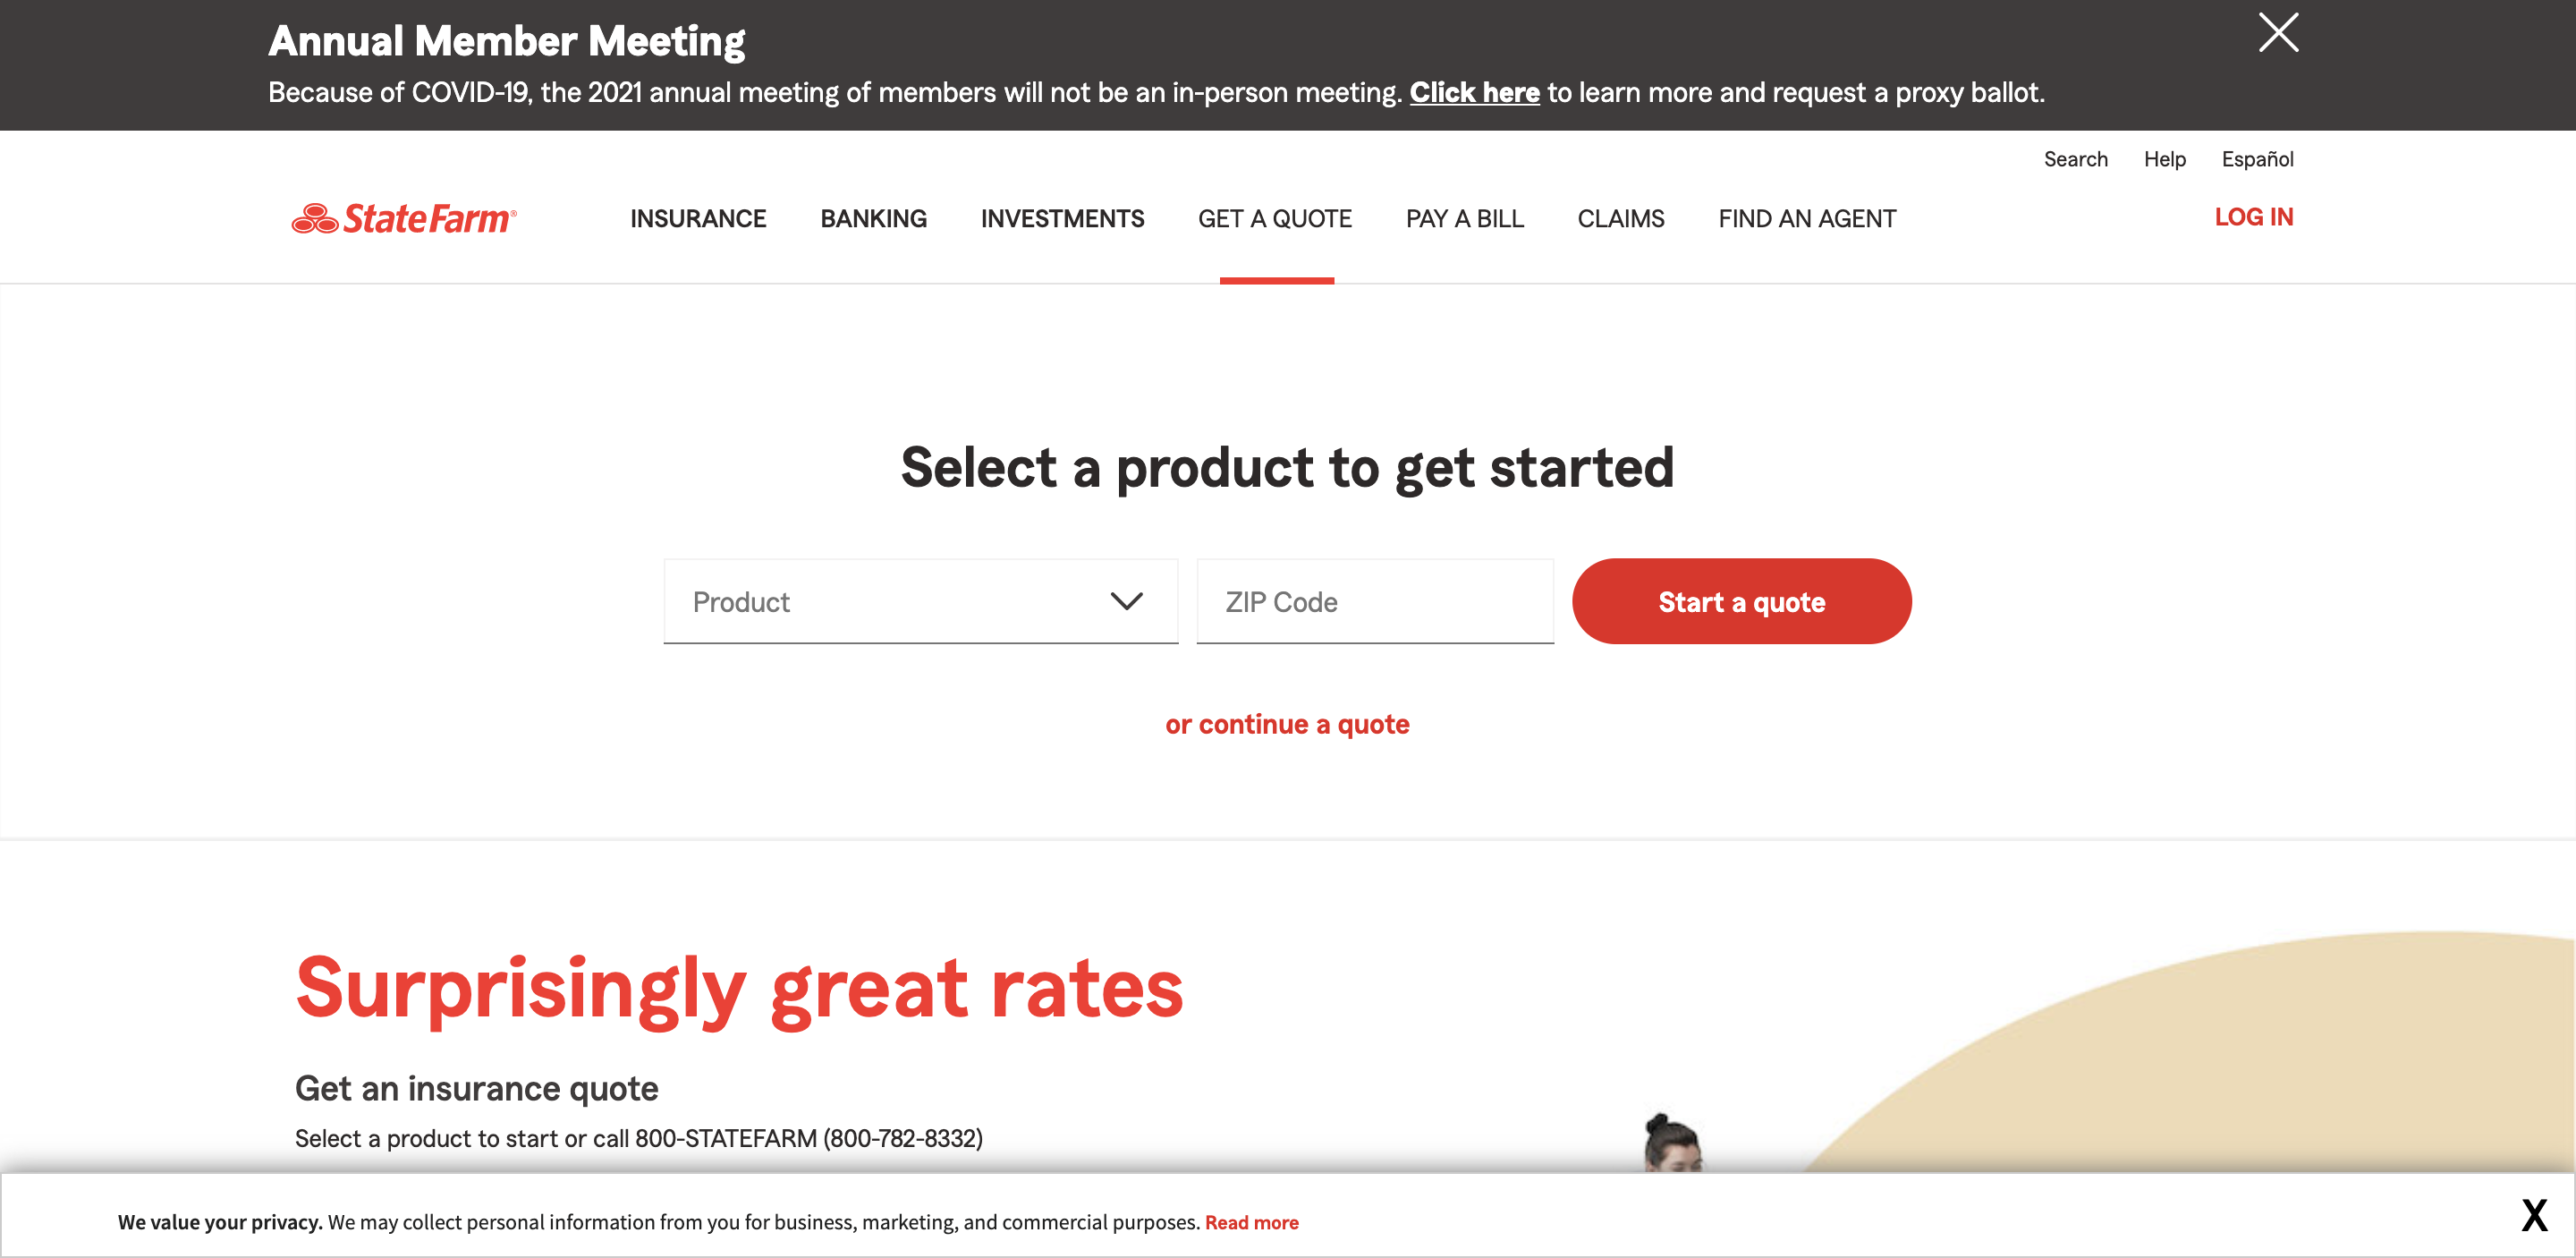 Annual Member Meeting
Because of COVID-19, the 2021 annual meeting of members will not be an in-person meeting. Click here to learn more and request a proxy ballot.
Search Help Español
StateFarm® INSURANCE BANKING INVESTMENTS GET A QUOTE PAY A BILL CLAIMS FIND AN AGENT LOG IN
Select a product to get started
Product ZIP Code Start a quote
or continue a quote
Surprisingly great rates
Get an insurance quote
Select a product to start or call 800-STATEFARM (800-782-8332)
We value your privacy. We may collect personal information from you for business, marketing, and commercial purposes. Read more X